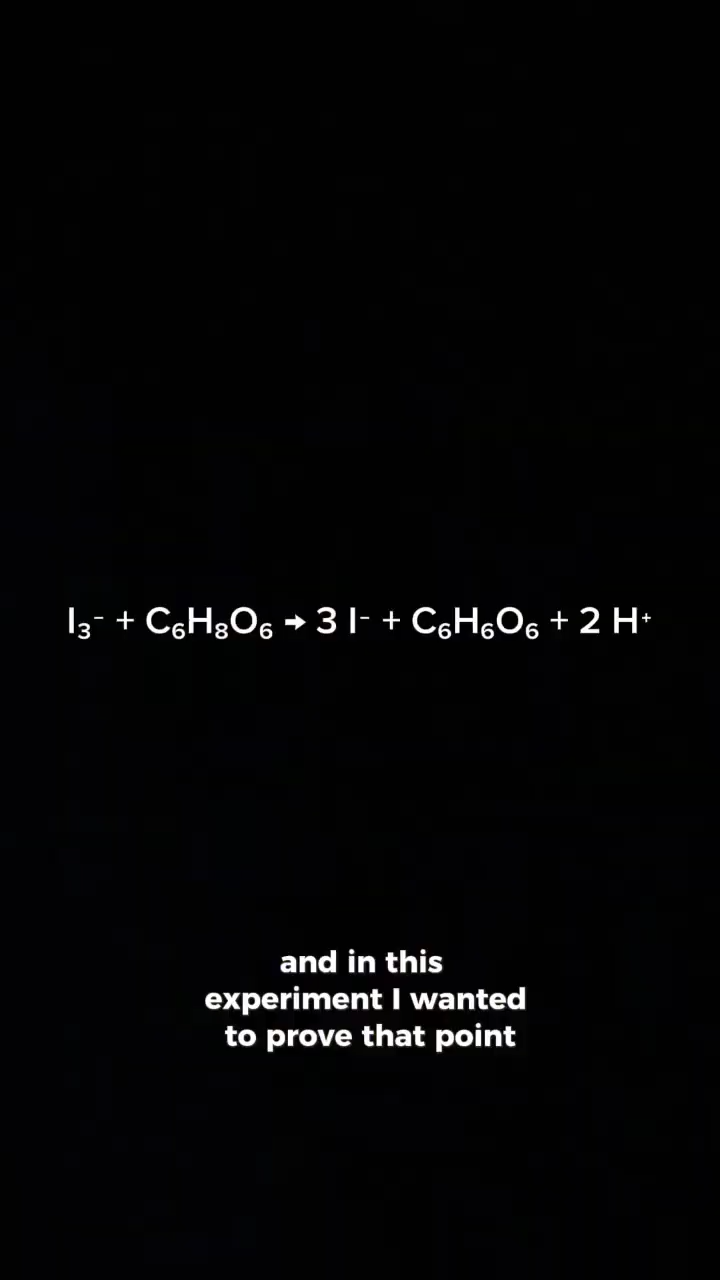 I₃⁻ + C₆H₈O₆ → 3 I⁻ + C₆H₆O₆ + 2 H⁺
and in this
experiment I wanted
to prove that point